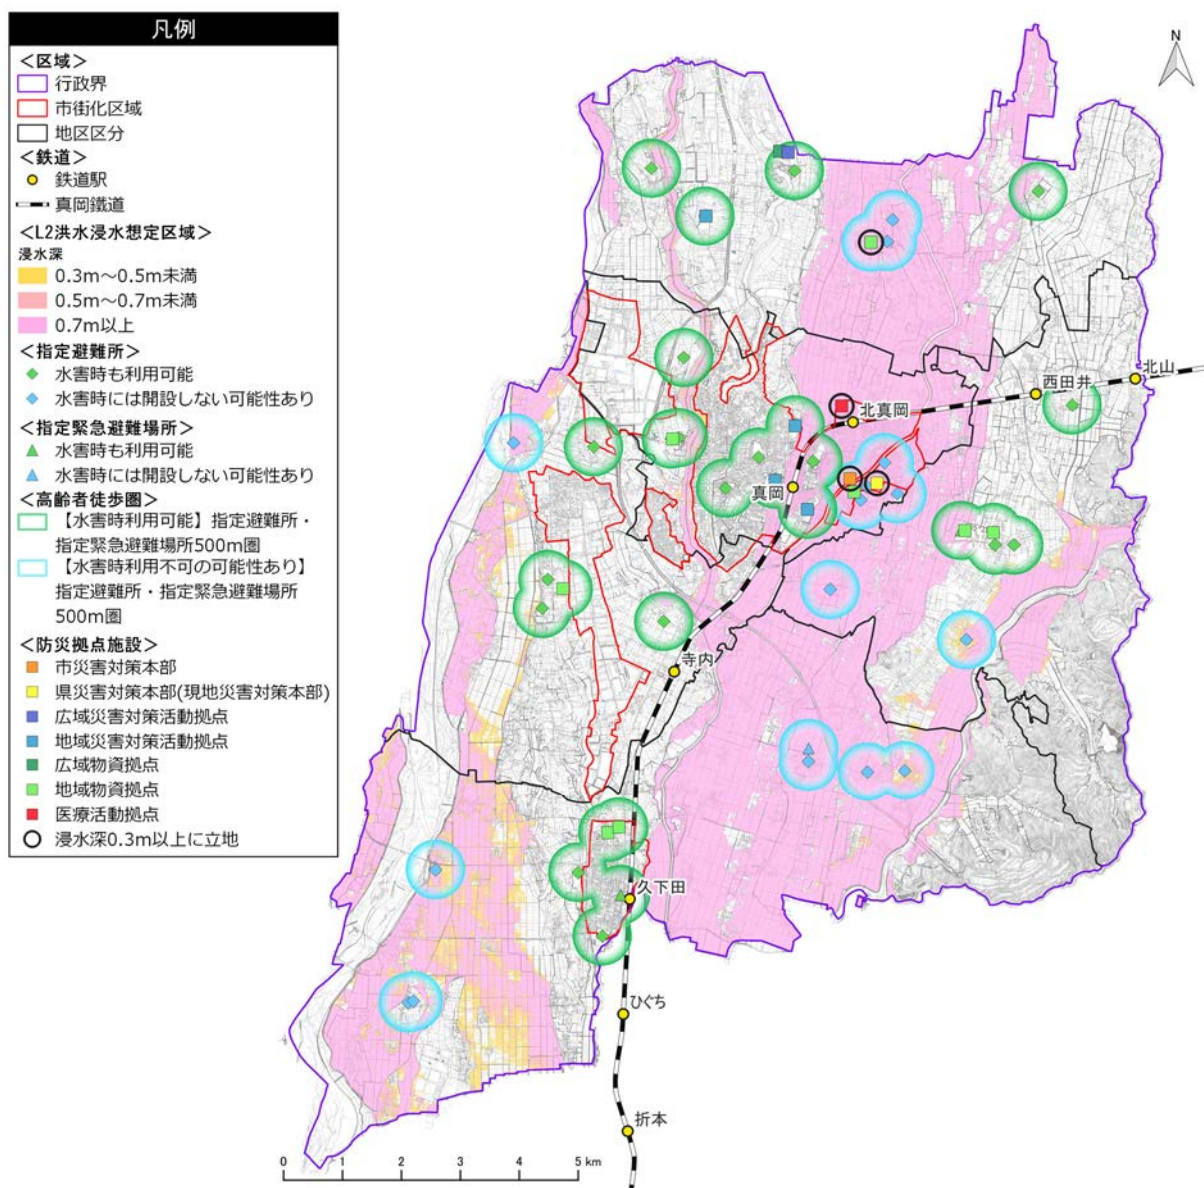 凡例
＜区域＞
行政界
市街化区域
地区区分
＜鉄道＞
鉄道駅
真岡鐵道
＜L2洪水浸水想定区域＞
浸水深
0.3m～0.5m未満
0.5m～0.7m未満
0.7m以上
＜指定避難所＞
水害時も利用可能
水害時には開設しない可能性あり
＜指定緊急避難場所＞
水害時も利用可能
水害時には開設しない可能性あり
＜高齢者徒歩圏＞
【水害時利用可能】指定避難所・
指定緊急避難場所500m圏
【水害時利用不可の可能性あり】
指定避難所・指定緊急避難場所
500m圏
＜防災拠点施設＞
市災害対策本部
県災害対策本部(現地災害対策本部)
広域災害対策活動拠点
地域災害対策活動拠点
広域物資拠点
地域物資拠点
医療活動拠点
浸水深0.3m以上に立地
N
北山
西田井
北真岡
真岡
寺内
久下田
ひぐち
折本
0 1 2 3 4 5 km